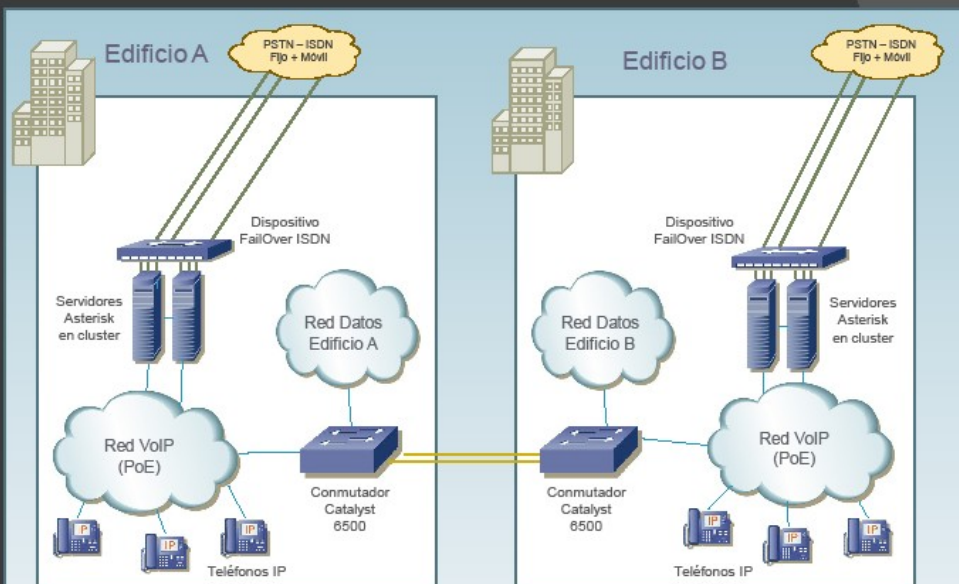 Edificio A
PSTN – ISDN
Fijo + Móvil
Dispositivo
FailOver ISDN
Servidores
Asterisk
en cluster
Red Datos
Edificio A
Red VoIP
(PoE)
Conmutador
Catalyst
6500
IP
IP
IP
Teléfonos IP
Edificio B
PSTN – ISDN
Fijo + Móvil
Dispositivo
FailOver ISDN
Servidores
Asterisk
en cluster
Red Datos
Edificio B
Red VoIP
(PoE)
Conmutador
Catalyst
6500
IP
IP
IP
Teléfonos IP